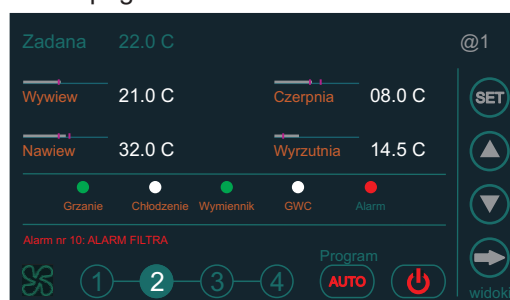 Zadana 22.0 C @1
Wywiew 21.0 C Czerpnia 08.0 C SET
Nawiew 32.0 C Wyrzutnia 14.5 C
Grzanie Chłodzenie Wymiennik GWC Alarm
Alarm nr 10: ALARM FILTRA
Program
1 2 3 4 AUTO
widoki